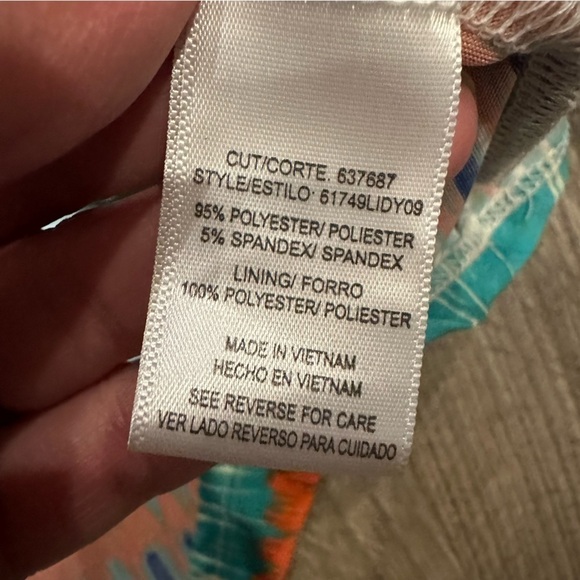 CUT/CORTE. 637687
STYLE/ESTILO· 61749LIDY09
95% POLYESTER/ POLIESTER
5% SPANDEX/ SPANDEX
LINING/ FORRO
100% POLYESTER/ POLIESTER
MADE IN VIETNAM
HECHO EN VIETNAM
SEE REVERSE FOR CARE
VER LADO REVERSO PARA CUIDADO